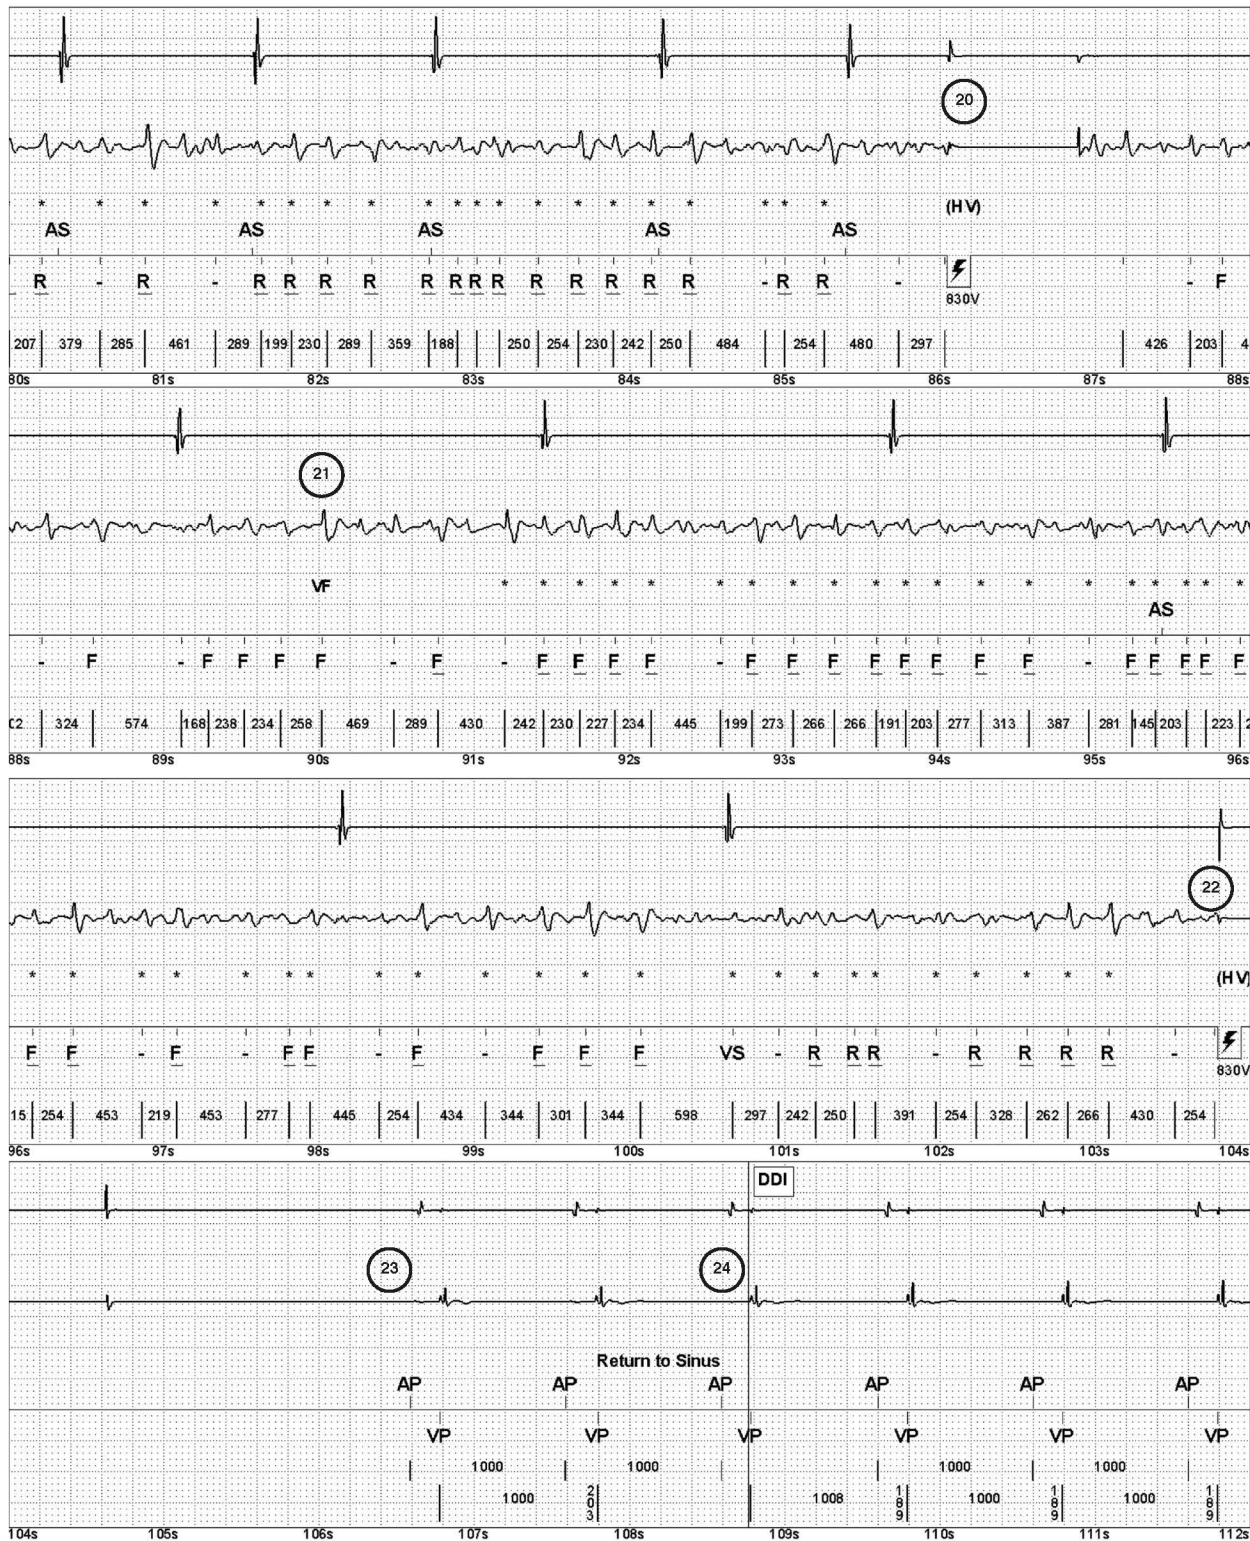 20
* * * * * * * * * * * * * * * * * * * * (HV)
AS AS AS AS AS
R - R - R R R R R R R R R R R R R - R R - - F
830V
207 379 285 461 289 199 230 289 359 188 250 254 230 242 250 484 254 480 297 426 203 4
80s 81s 82s 83s 84s 85s 86s 87s 88s
21
VF * * * * * * * * * * * * * * * * * * * *
AS
- F - F F F F - F - F F F F - F F F F F F F F - F F F F F
02 324 574 168 238 234 258 469 289 430 242 230 227 234 445 199 273 266 266 191 203 277 313 387 281 145 203 223 2
88s 89s 90s 91s 92s 93s 94s 95s 96s
22
* * * * * * * * * * * * * * * * * * * * * * * (HV)
F F - F - F F - F - F F F VS - R R R - R R R R -
830V
15 254 453 219 453 277 445 254 434 344 301 344 598 297 242 250 391 254 328 262 266 430 254
96s 97s 98s 99s 100s 101s 102s 103s 104s
DDI
23 24
Return to Sinus
AP AP AP AP AP AP
VP VP VP VP VP VP
1000 1000 1000 1000
1000 203 1008 189 1000 189 1000 189
104s 105s 106s 107s 108s 109s 110s 111s 112s